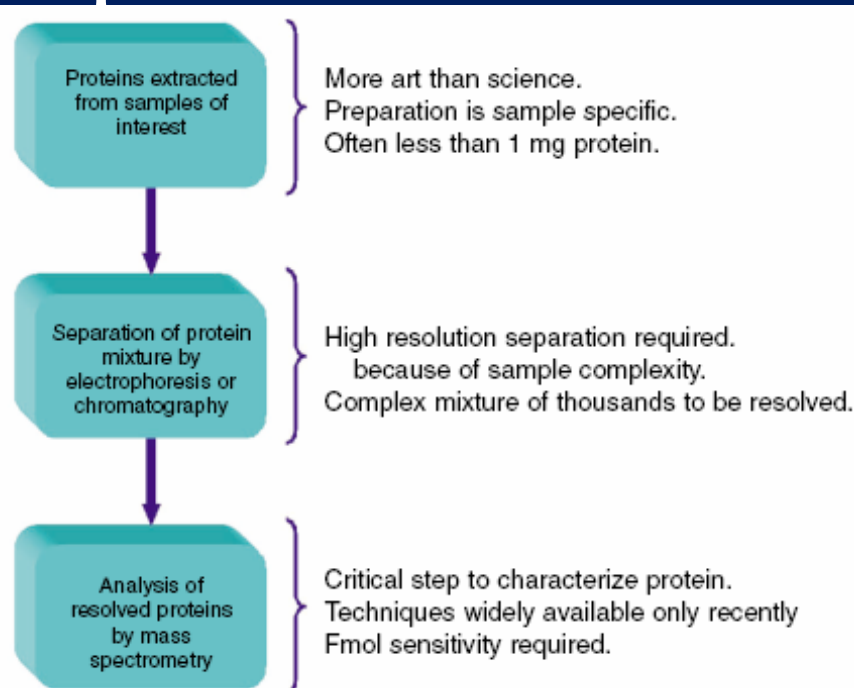 Proteins extracted
from samples of
interest
More art than science.
Preparation is sample specific.
Often less than 1 mg protein.
Separation of protein
mixture by
electrophoresis or
chromatography
High resolution separation required.
because of sample complexity.
Complex mixture of thousands to be resolved.
Analysis of
resolved proteins
by mass
spectrometry
Critical step to characterize protein.
Techniques widely available only recently
Fmol sensitivity required.